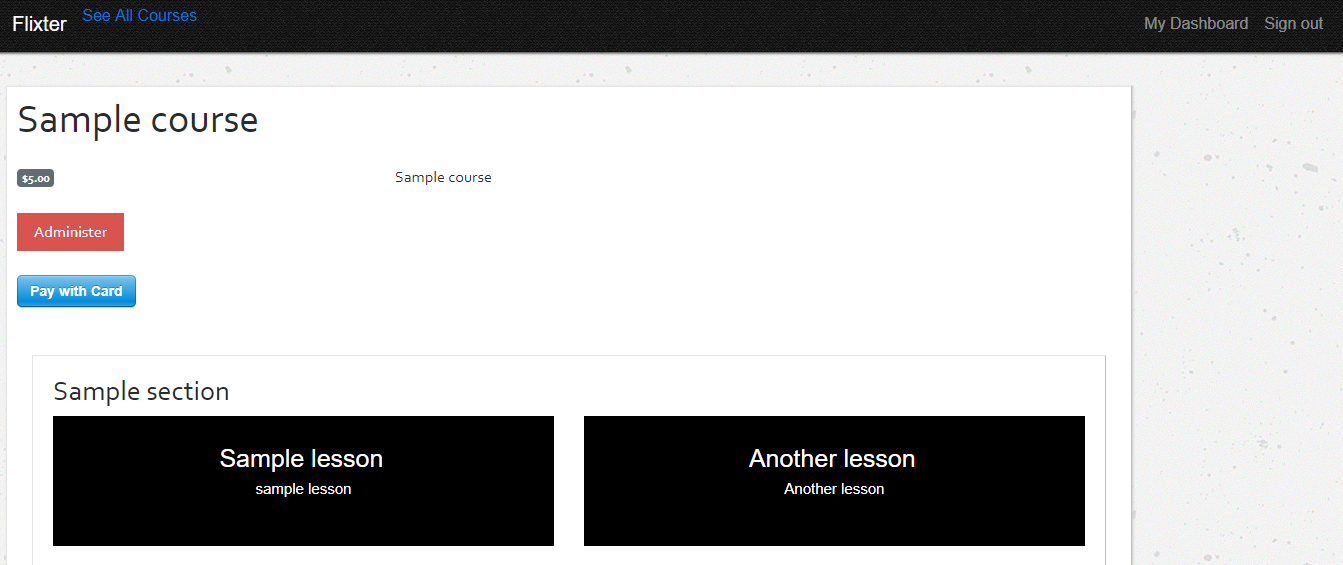 Flixter See All Courses My Dashboard Sign out
Sample course
$5.00 Sample course
Administer
Pay with Card
Sample section
Sample lesson
sample lesson
Another lesson
Another lesson